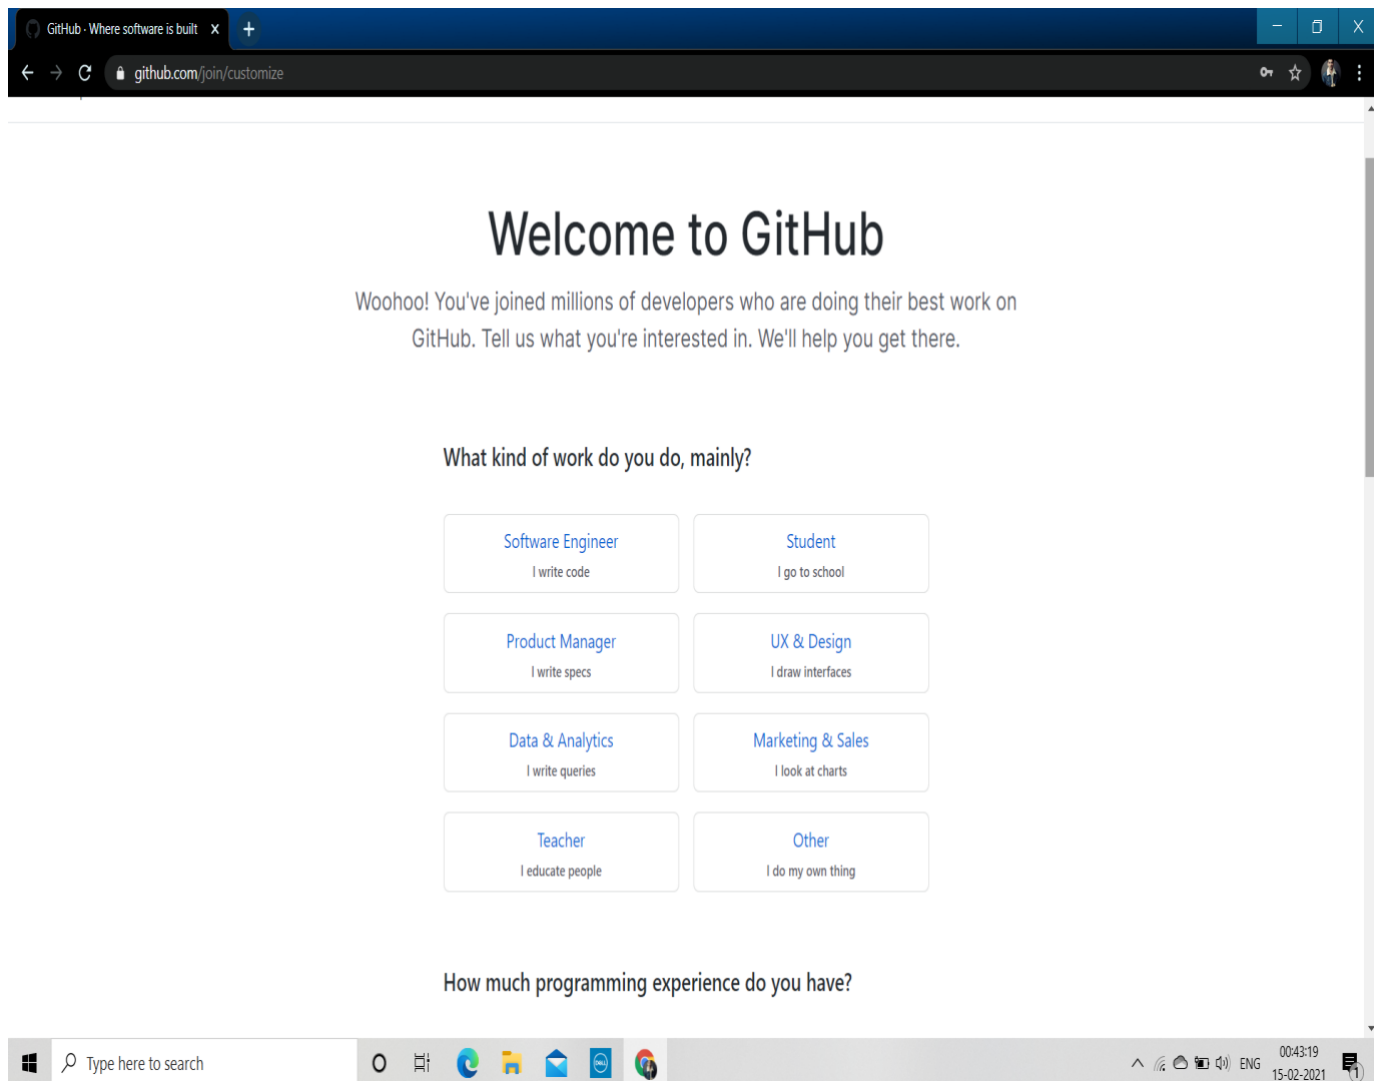 GitHub · Where software is built
github.com/join/customize
Welcome to GitHub
Woohoo! You've joined millions of developers who are doing their best work on
GitHub. Tell us what you're interested in. We'll help you get there.
What kind of work do you do, mainly?
Software Engineer
I write code
Student
I go to school
Product Manager
I write specs
UX & Design
I draw interfaces
Data & Analytics
I write queries
Marketing & Sales
I look at charts
Teacher
I educate people
Other
I do my own thing
How much programming experience do you have?
Type here to search
DELL
ENG
00:43:19
15-02-2021
1